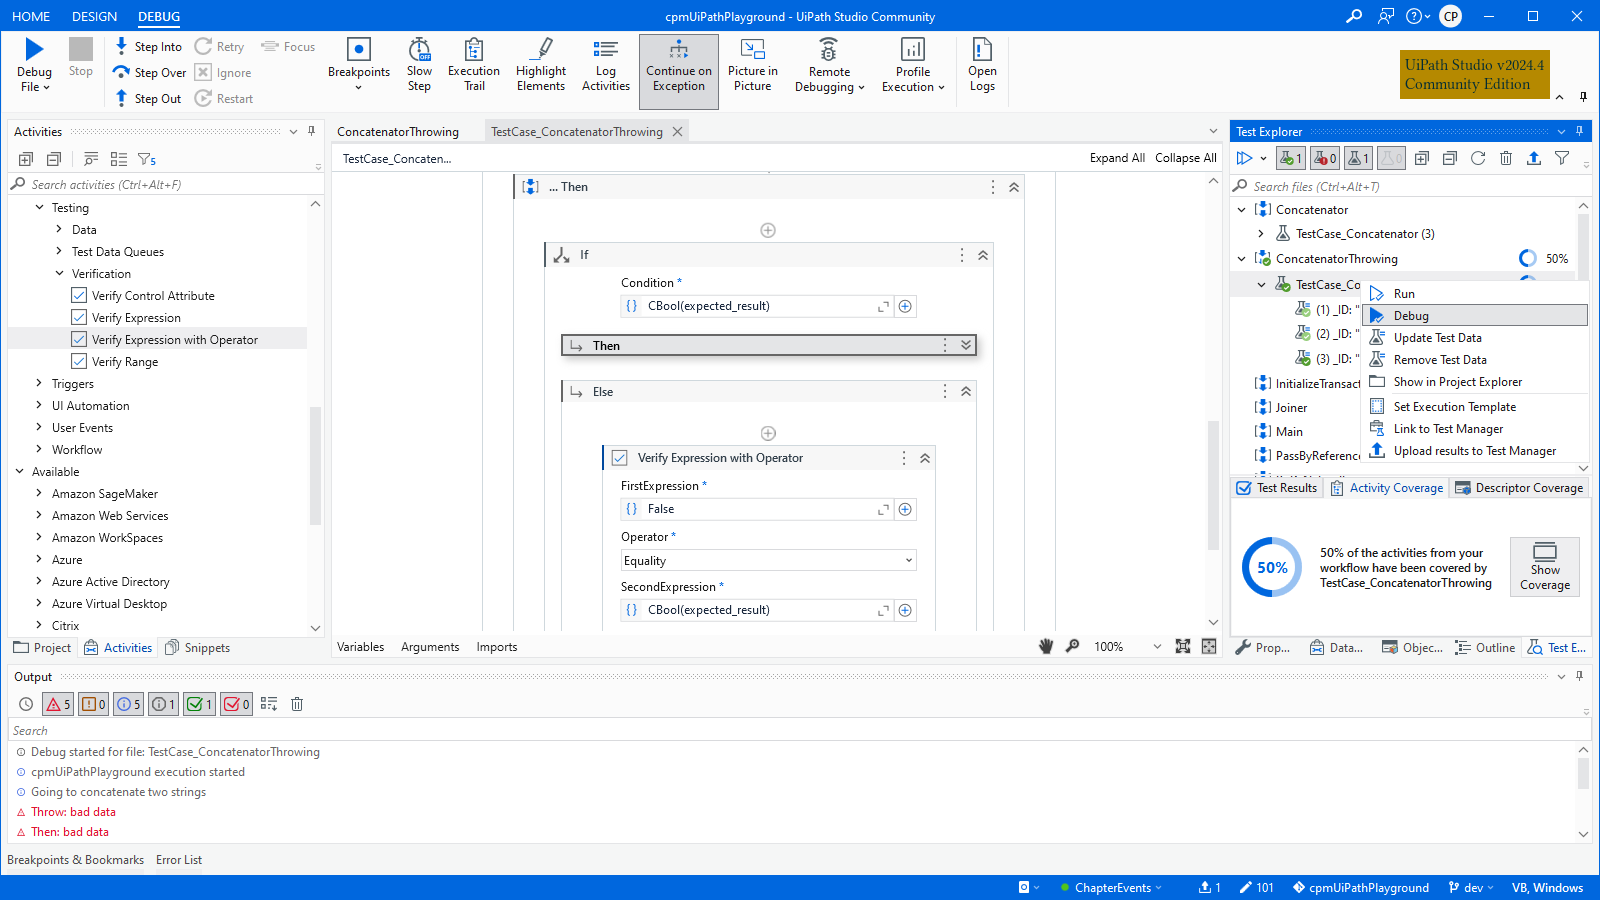 HOME DESIGN DEBUG
cpmUiPathPlayground - UiPath Studio Community
CP
Debug File
Stop
Step Into
Step Over
Step Out
Retry
Ignore
Restart
Focus
Breakpoints
Slow Step
Execution Trail
Highlight Elements
Log Activities
Continue on Exception
Picture in Picture
Remote Debugging
Profile Execution
Open Logs
UiPath Studio v2024.4
Community Edition
Activities
5
Search activities (Ctrl+Alt+F)
Testing
Data
Test Data Queues
Verification
Verify Control Attribute
Verify Expression
Verify Expression with Operator
Verify Range
Triggers
UI Automation
User Events
Workflow
Available
Amazon SageMaker
Amazon Web Services
Amazon WorkSpaces
Azure
Azure Active Directory
Azure Virtual Desktop
Citrix
Project Activities Snippets
ConcatenatorThrowing TestCase_ConcatenatorThrowing
TestCase_Concaten...
Expand All Collapse All
... Then
If
Condition *
CBool(expected_result)
Then
Else
Verify Expression with Operator
FirstExpression *
False
Operator *
Equality
SecondExpression *
CBool(expected_result)
Variables Arguments Imports
100%
Test Explorer
1 0 1 0
Search files (Ctrl+Alt+T)
Concatenator
TestCase_Concatenator (3)
ConcatenatorThrowing 50%
TestCase_Co
(1) _ID: "
(2) _ID: "
(3) _ID: "
InitializeTransact
Joiner
Main
PassByReference
Run
Debug
Update Test Data
Remove Test Data
Show in Project Explorer
Set Execution Template
Link to Test Manager
Upload results to Test Manager
Test Results Activity Coverage Descriptor Coverage
50%
50% of the activities from your
workflow have been covered by
TestCase_ConcatenatorThrowing
Show Coverage
Prop... Data... Objec... Outline Test E...
Output
5 0 5 1 1 0
Search
Debug started for file: TestCase_ConcatenatorThrowing
cpmUiPathPlayground execution started
Going to concatenate two strings
Throw: bad data
Then: bad data
Breakpoints & Bookmarks Error List
ChapterEvents 1 101 cpmUiPathPlayground dev VB, Windows